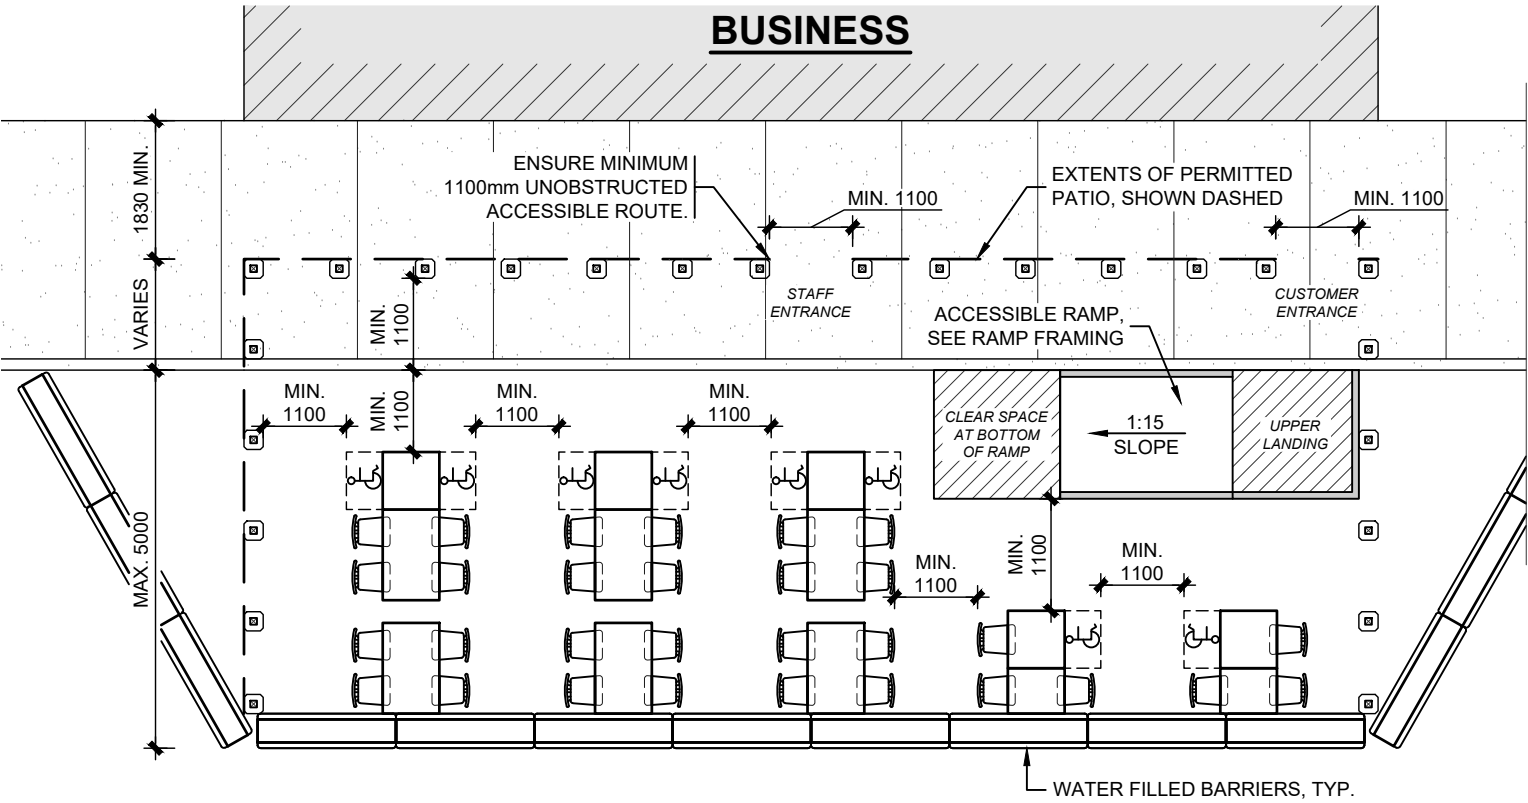 BUSINESS
1830 MIN.
ENSURE MINIMUM
1100mm UNOBSTRUCTED
ACCESSIBLE ROUTE.
MIN. 1100
EXTENTS OF PERMITTED
PATIO, SHOWN DASHED
MIN. 1100
VARIES
MIN.
1100
STAFF
ENTRANCE
CUSTOMER
ENTRANCE
ACCESSIBLE RAMP,
SEE RAMP FRAMING
MIN.
1100
MIN.
1100
MIN.
1100
MIN.
1100
CLEAR SPACE
AT BOTTOM
OF RAMP
1:15
SLOPE
UPPER
LANDING
MAX. 5000
MIN.
1100
MIN.
1100
MIN.
1100
WATER FILLED BARRIERS, TYP.